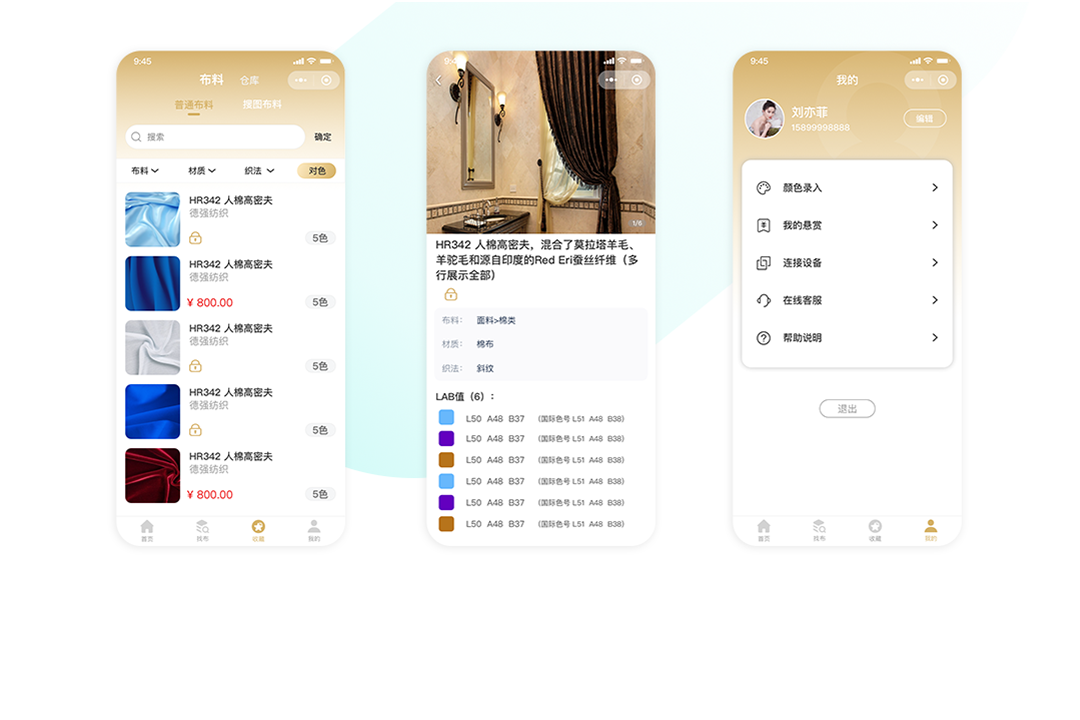 9:45
布料 仓库
普通布料 搜图布料
搜索 确定
布料 材质 织法 对色
HR342 人棉高密夫
德强纺织
5色
HR342 人棉高密夫
德强纺织
¥ 800.00 5色
HR342 人棉高密夫
德强纺织
5色
HR342 人棉高密夫
德强纺织
5色
HR342 人棉高密夫
德强纺织
¥ 800.00 5色
首页 找布 收藏 我的
9:45
1/6
HR342 人棉高密夫，混合了莫拉塔羊毛、
羊驼毛和源自印度的Red Eri蚕丝纤维（多
行展示全部）
布料： 面料>棉类
材质： 棉布
织法： 斜纹
LAB值（6）：
L50 A48 B37 （国际色号 L51 A48 B38）
L50 A48 B37 （国际色号 L51 A48 B38）
L50 A48 B37 （国际色号 L51 A48 B38）
L50 A48 B37 （国际色号 L51 A48 B38）
L50 A48 B37 （国际色号 L51 A48 B38）
L50 A48 B37 （国际色号 L51 A48 B38）
9:45
我的
刘亦菲
15899998888
编辑
颜色录入
我的悬赏
连接设备
在线客服
帮助说明
退出
首页 找布 收藏 我的